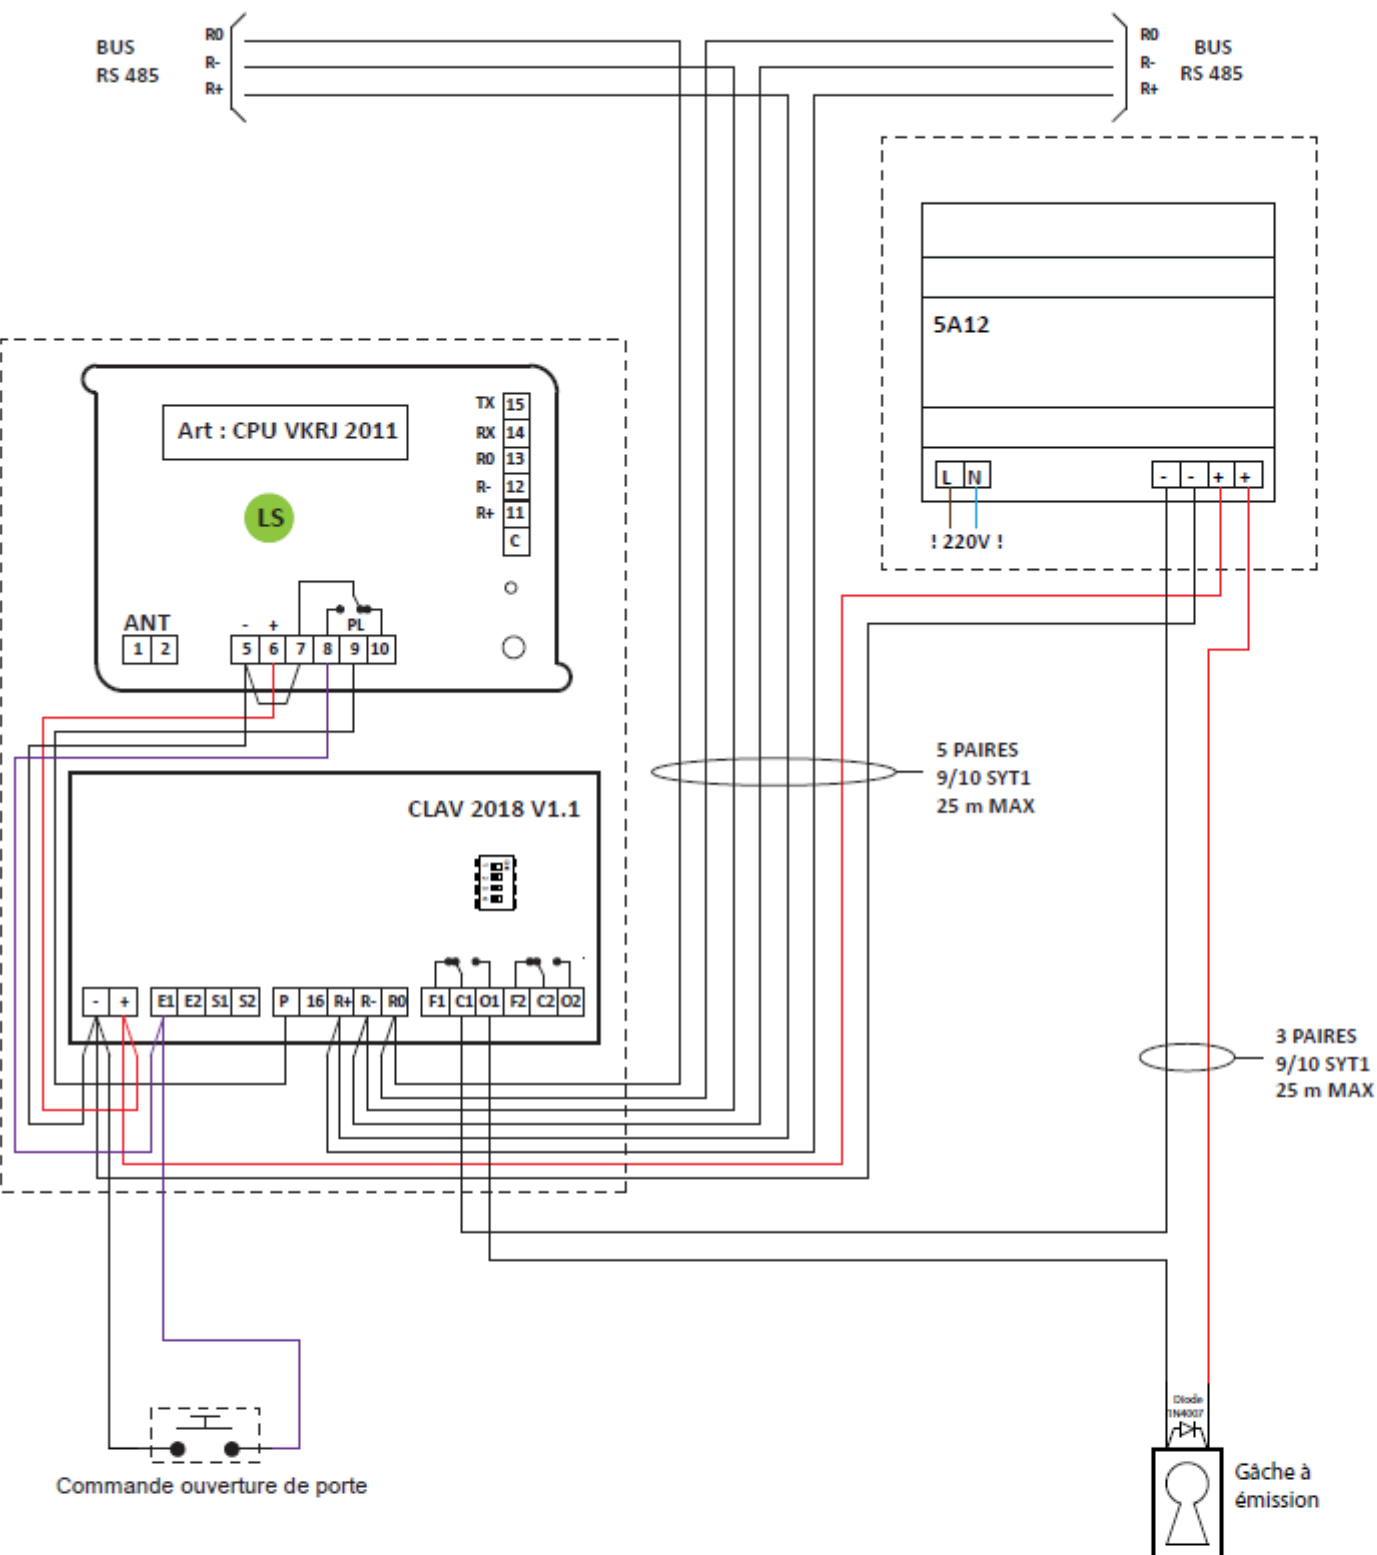 BUS
RS 485
R0
R-
R+
R0
R-
R+
BUS
RS 485
5A12
L N
- - + +
! 220V !
Art : CPU VKRJ 2011
LS
TX 15
RX 14
R0 13
R- 12
R+ 11
C
ANT
1 2
- +
PL
5 6 7 8 9 10
5 PAIRES
9/10 SYT1
25 m MAX
CLAV 2018 V1.1
- + E1 E2 S1 S2 P 16 R+ R- R0 F1 C1 O1 F2 C2 O2
3 PAIRES
9/10 SYT1
25 m MAX
Diode
1N4007
Commande ouverture de porte
Gâche à
émission